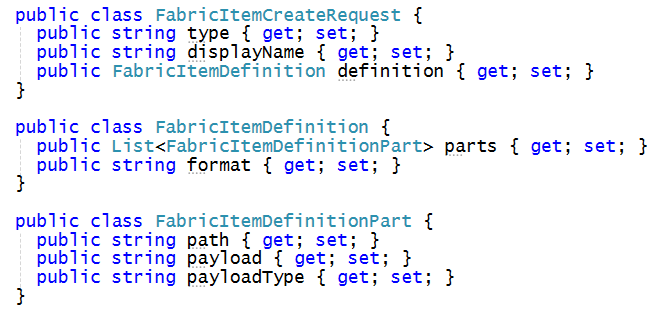 public class FabricItemCreateRequest {
  public string type { get; set; }
  public string displayName { get; set; }
  public FabricItemDefinition definition { get; set; }
}

public class FabricItemDefinition {
  public List<FabricItemDefinitionPart> parts { get; set; }
  public string format { get; set; }
}

public class FabricItemDefinitionPart {
  public string path { get; set; }
  public string payload { get; set; }
  public string payloadType { get; set; }
}